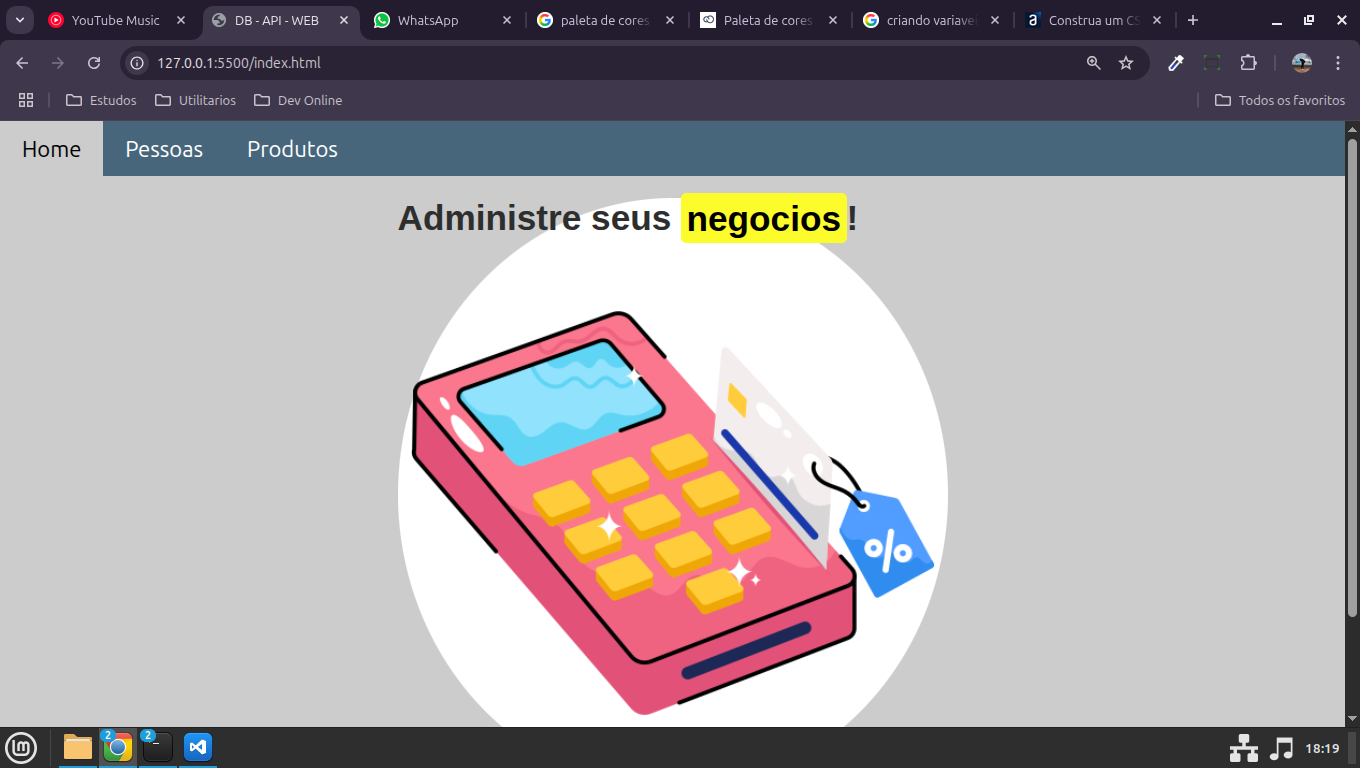 YouTube Music
DB - API - WEB
WhatsApp
paleta de cores
Paleta de cores
criando variavei
Construa um CS
127.0.0.1:5500/index.html
Estudos
Utilitarios
Dev Online
Todos os favoritos
Home
Pessoas
Produtos
Administre seus negocios!
%
2
2
18:19